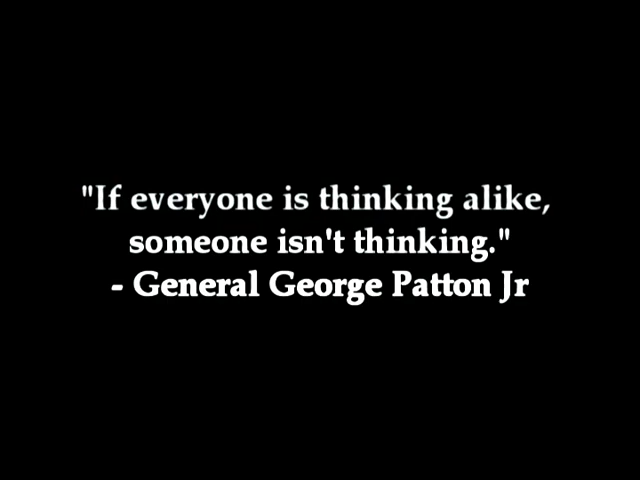 "If everyone is thinking alike,
someone isn't thinking."
- General George Patton Jr